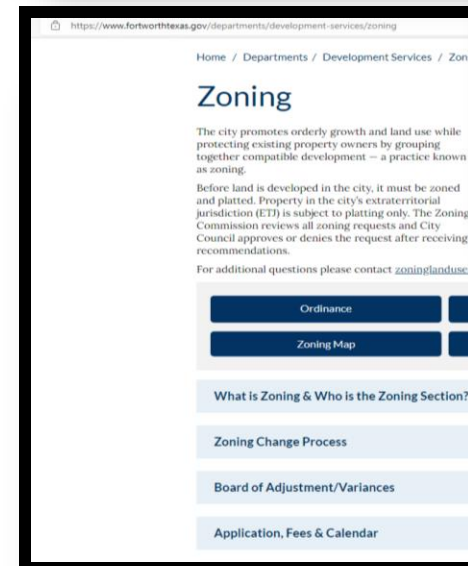 https://www.fortworthtexas.gov/departments/development-services/zoning
Home / Departments / Development Services / Zon
Zoning
The city promotes orderly growth and land use while
protecting existing property owners by grouping
together compatible development — a practice known
as zoning.
Before land is developed in the city, it must be zoned
and platted. Property in the city's extraterritorial
jurisdiction (ETJ) is subject to platting only. The Zoning
Commission reviews all zoning requests and City
Council approves or denies the request after receiving
recommendations.
For additional questions please contact zoninglanduse
Ordinance
Zoning Map
What is Zoning & Who is the Zoning Section?
Zoning Change Process
Board of Adjustment/Variances
Application, Fees & Calendar